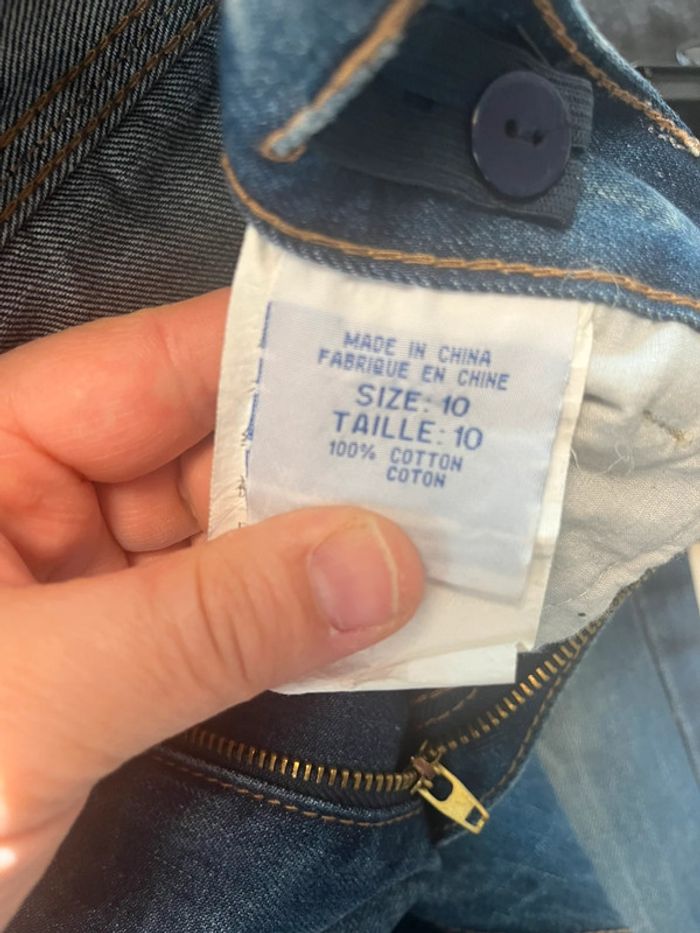 MADE IN CHINA
FABRIQUE EN CHINE
SIZE: 10
TAILLE: 10
100% COTTON
COTON